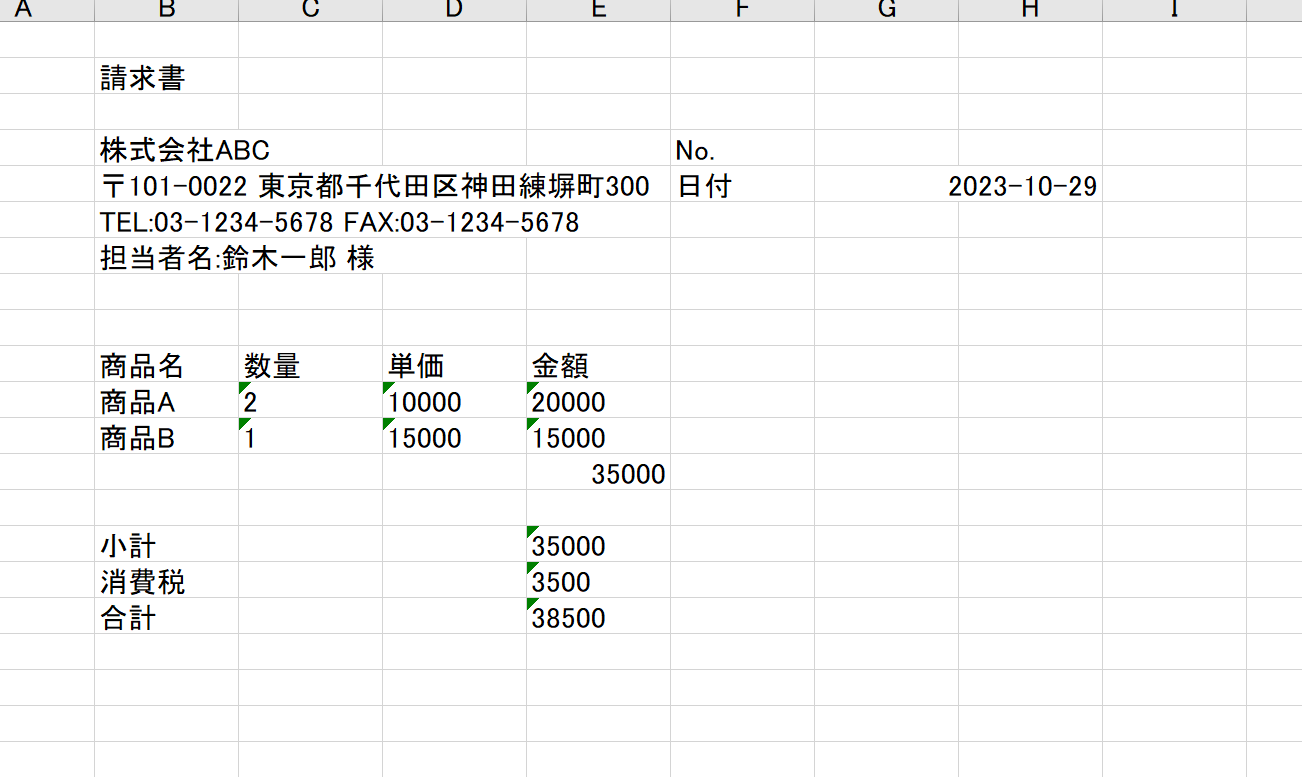 A B C D E F G H I
請求書
株式会社ABC No.
〒101-0022 東京都千代田区神田練塀町300 日付 2023-10-29
TEL:03-1234-5678 FAX:03-1234-5678
担当者名:鈴木一郎 様
商品名 数量 単価 金額
商品A 2 10000 20000
商品B 1 15000 15000
35000
小計 35000
消費税 3500
合計 38500